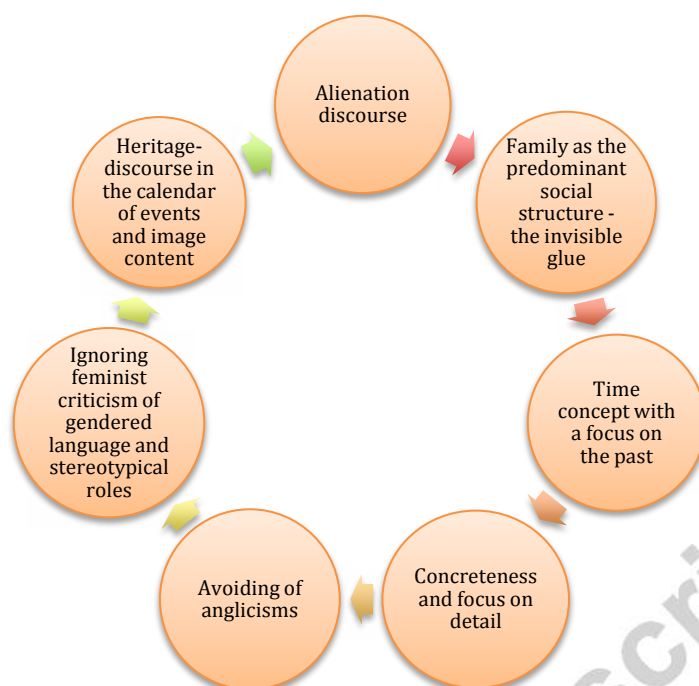 Alienation
discourse
Family as the
predominant
social
structure -
the invisible
glue
Time
concept with
a focus on
the past
Concreteness
and focus on
detail
Avoiding of
anglicisms
Ignoring
feminist
criticism of
gendered
language and
stereotypical
roles
Heritage-
discourse in
the calendar
of events
and image
content